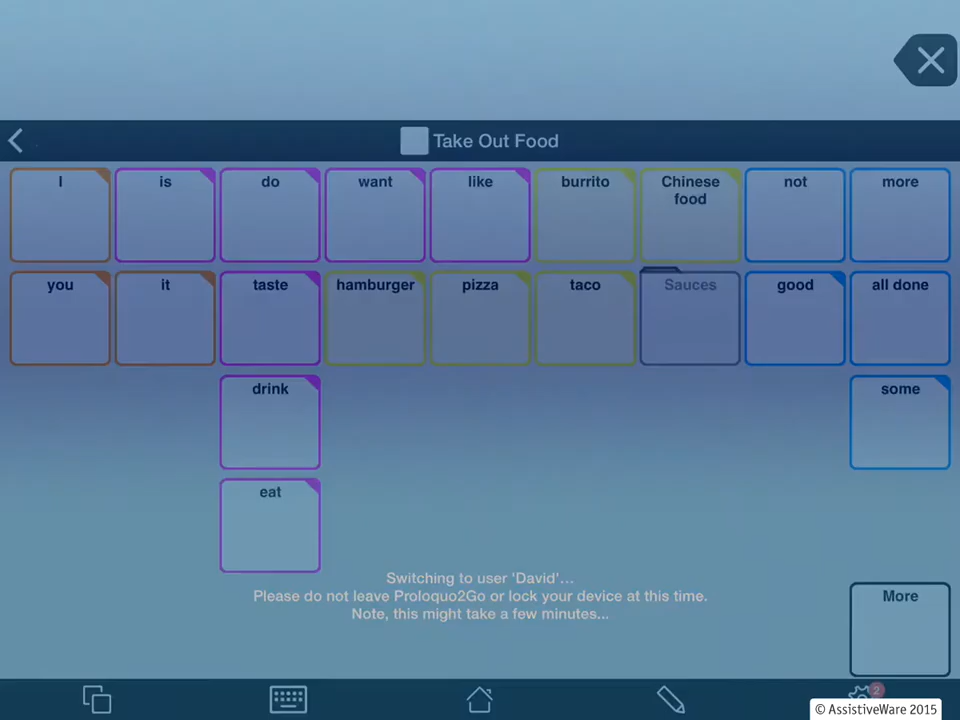 Take Out Food
I is do want like burrito Chinese food not more
you it taste hamburger pizza taco Sauces good all done
drink some
eat
Switching to user 'David'...
Please do not leave Proloquo2Go or lock your device at this time.
Note, this might take a few minutes...
More
2
© AssistiveWare 2015